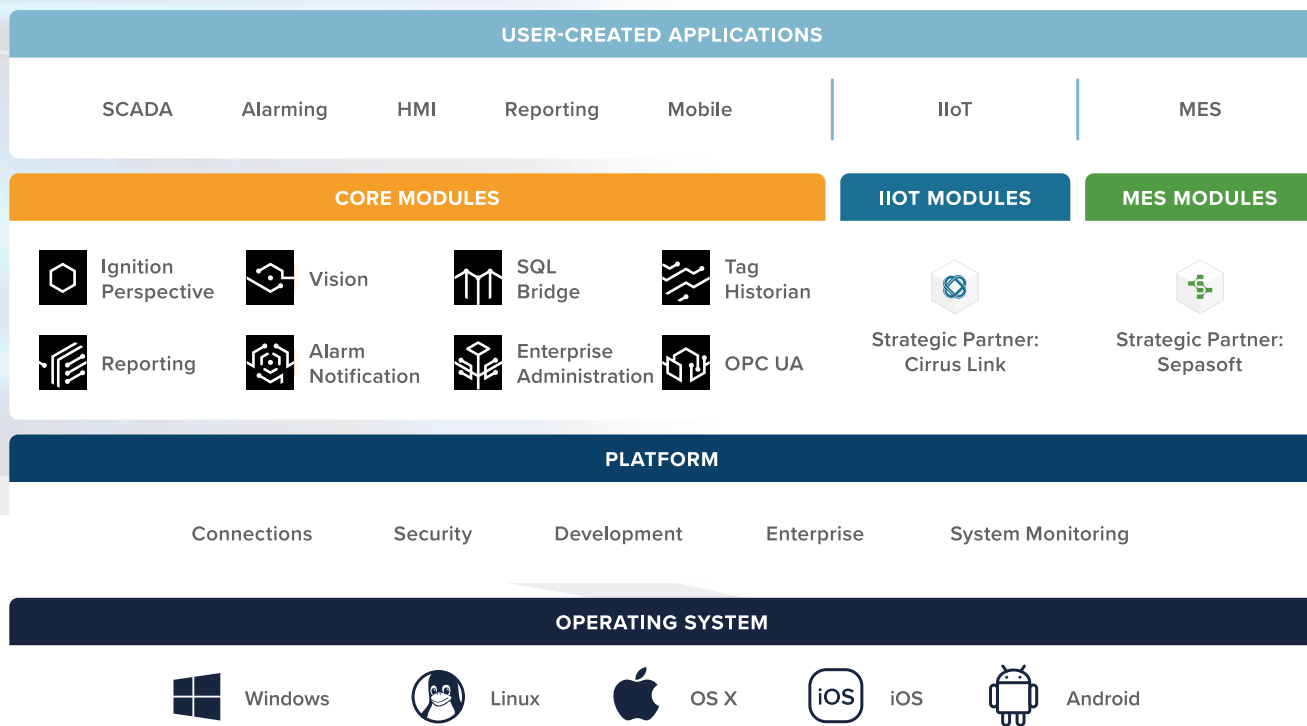 USER-CREATED APPLICATIONS
SCADA Alarming HMI Reporting Mobile IIoT MES
CORE MODULES
IIOT MODULES
MES MODULES
Ignition
Perspective
Vision
SQL
Bridge
Tag
Historian
Reporting
Alarm
Notification
Enterprise
Administration
OPC UA
Strategic Partner:
Cirrus Link
Strategic Partner:
Sepasoft
PLATFORM
Connections Security Development Enterprise System Monitoring
OPERATING SYSTEM
Windows Linux OS X iOS iOS Android